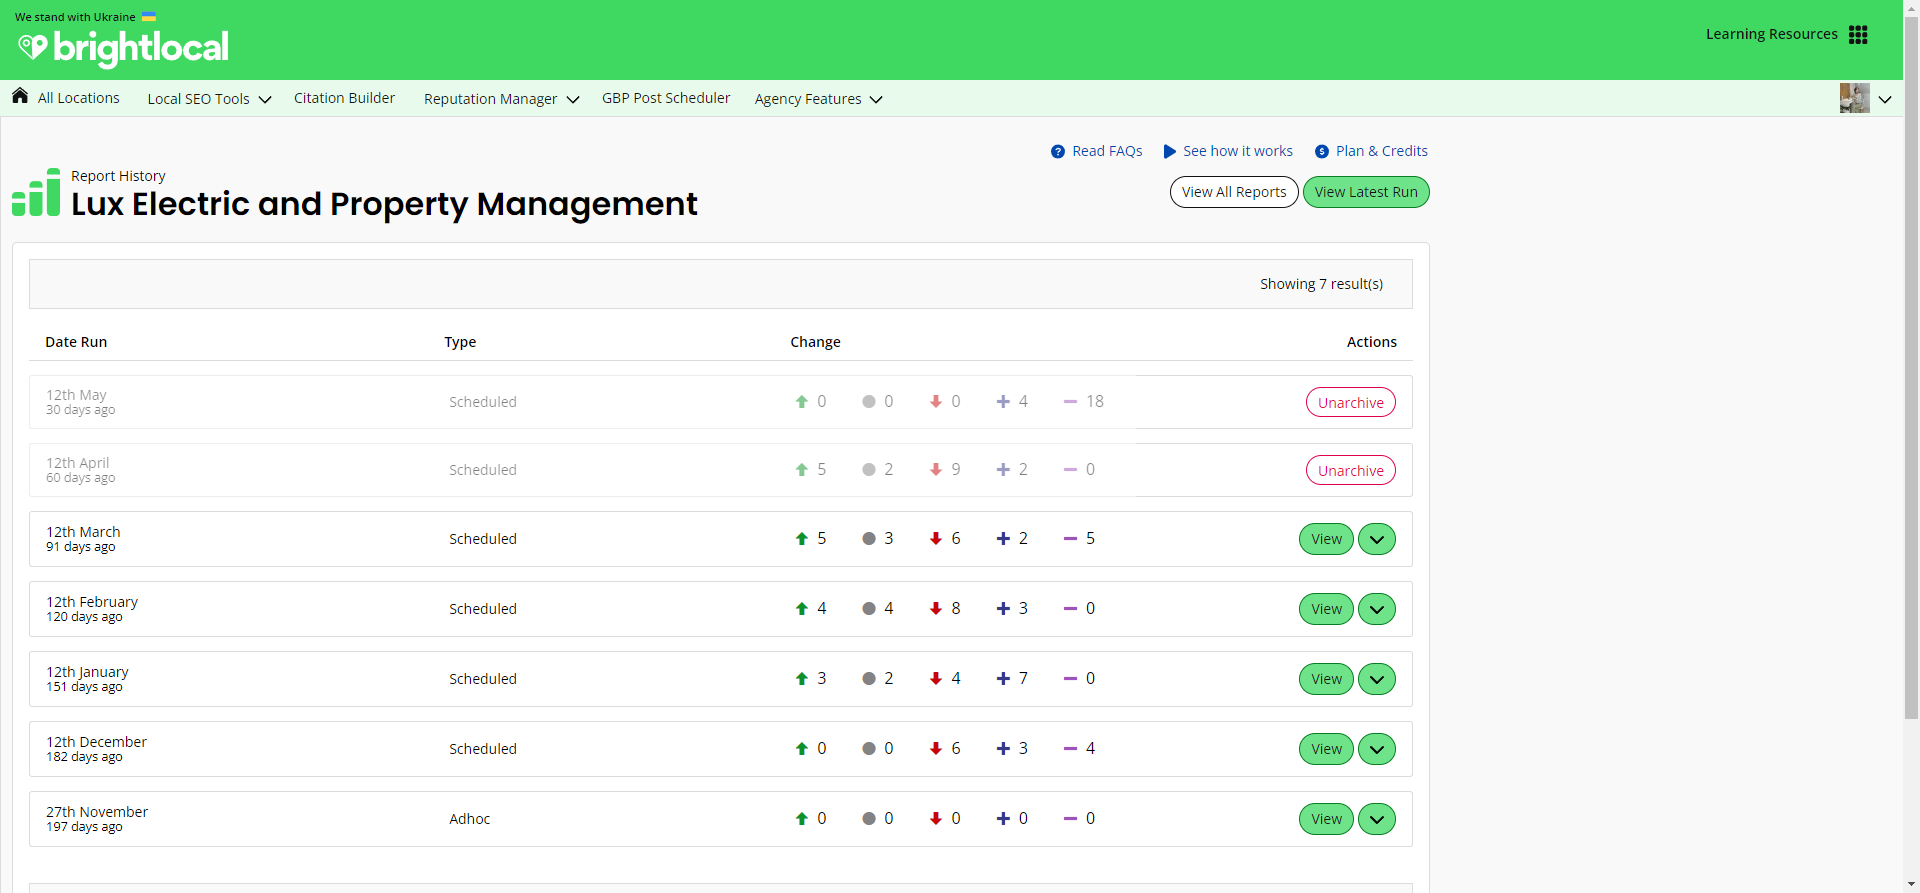 We stand with Ukraine
brightlocal
Learning Resources
All Locations
Local SEO Tools
Citation Builder
Reputation Manager
GBP Post Scheduler
Agency Features
Read FAQs
See how it works
Plan & Credits
Report History
Lux Electric and Property Management
View All Reports
View Latest Run
Showing 7 result(s)
Date Run Type Change Actions
12th May
30 days ago
Scheduled 0 0 0 4 18 Unarchive
12th April
60 days ago
Scheduled 5 2 9 2 0 Unarchive
12th March
91 days ago
Scheduled 5 3 6 2 5 View
12th February
120 days ago
Scheduled 4 4 8 3 0 View
12th January
151 days ago
Scheduled 3 2 4 7 0 View
12th December
182 days ago
Scheduled 0 0 6 3 4 View
27th November
197 days ago
Adhoc 0 0 0 0 0 View